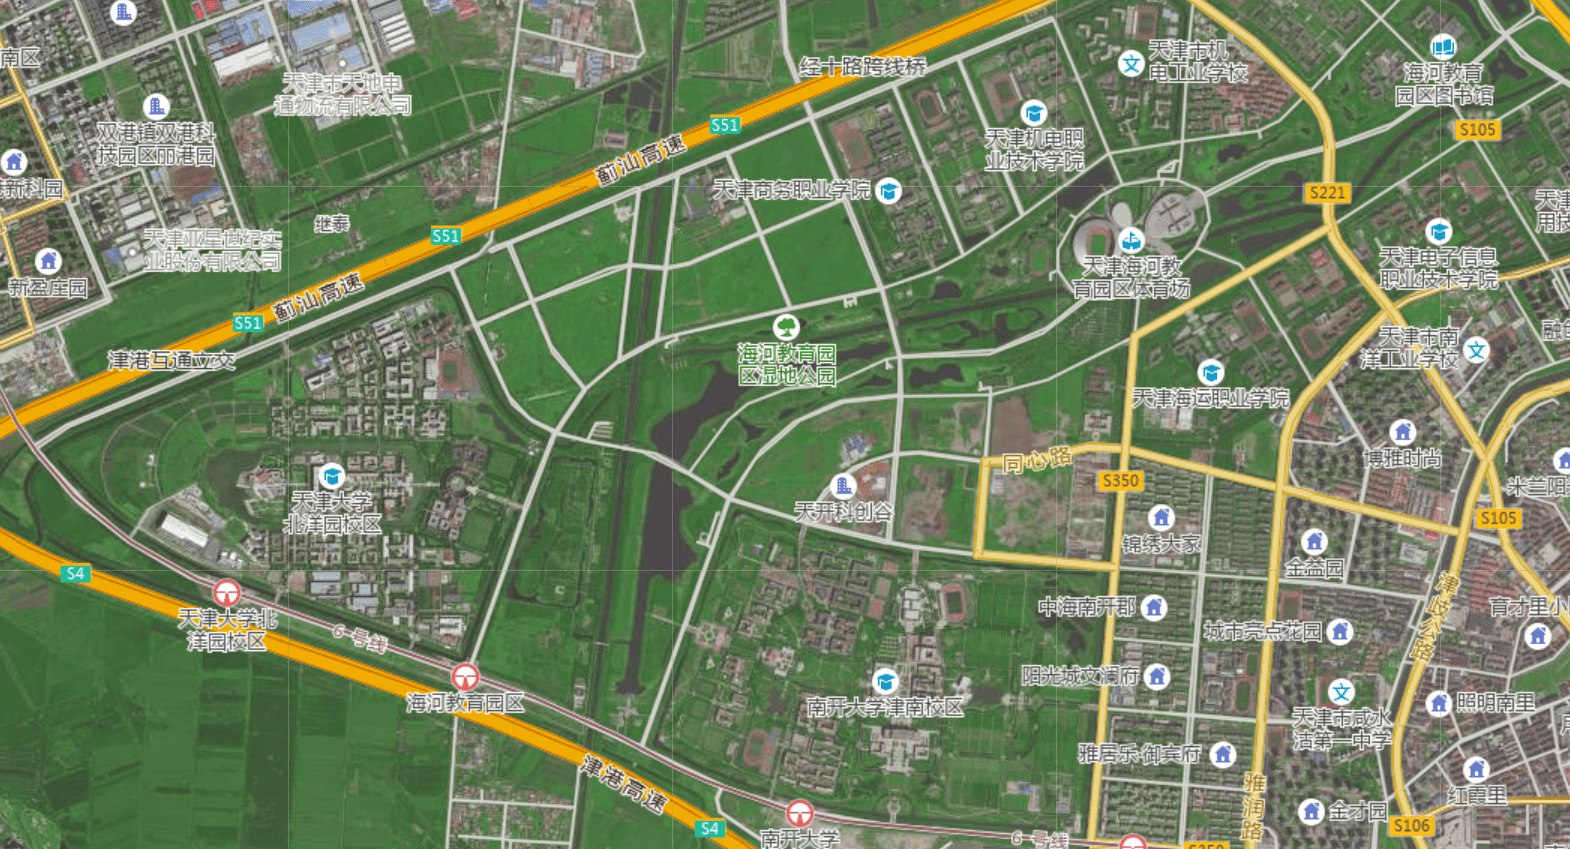 南区
天津市天地申
通物流有限公司
双港镇双港科
技园区丽港园
新科园
天津亚星世纪实
业股份有限公司
继泰
新盈庄园
S51
蓟汕高速
S51
蓟汕高速
S51
经十路跨线桥
津港互通立交
天津市机
电工业学校
海河教育
园区图书馆
S105
天津机电职
业技术学院
天津商务职业学院
S221
天津
用技
天津电子信息
职业技术学院
天津海河教
育园区体育场
海河教育园
区湿地公园
天津市南
洋工业学校
融创
天津海运职业学院
博雅时尚
同心路
S350
米兰阳
S105
天津大学
北洋园校区
天开科创谷
锦绣大家
金益园
S4
天津大学北
洋园校区
6号线
海河教育园区
中海南开郡
城市亮点花园
津歧公路
育才里小
阳光城文澜府
南开大学津南校区
天津市咸水
沽第一中学
照明南里
雅居乐·御宾府
津港高速
雅润路
红霞里
金才园
S4
南开大学
6号线
S106
S350